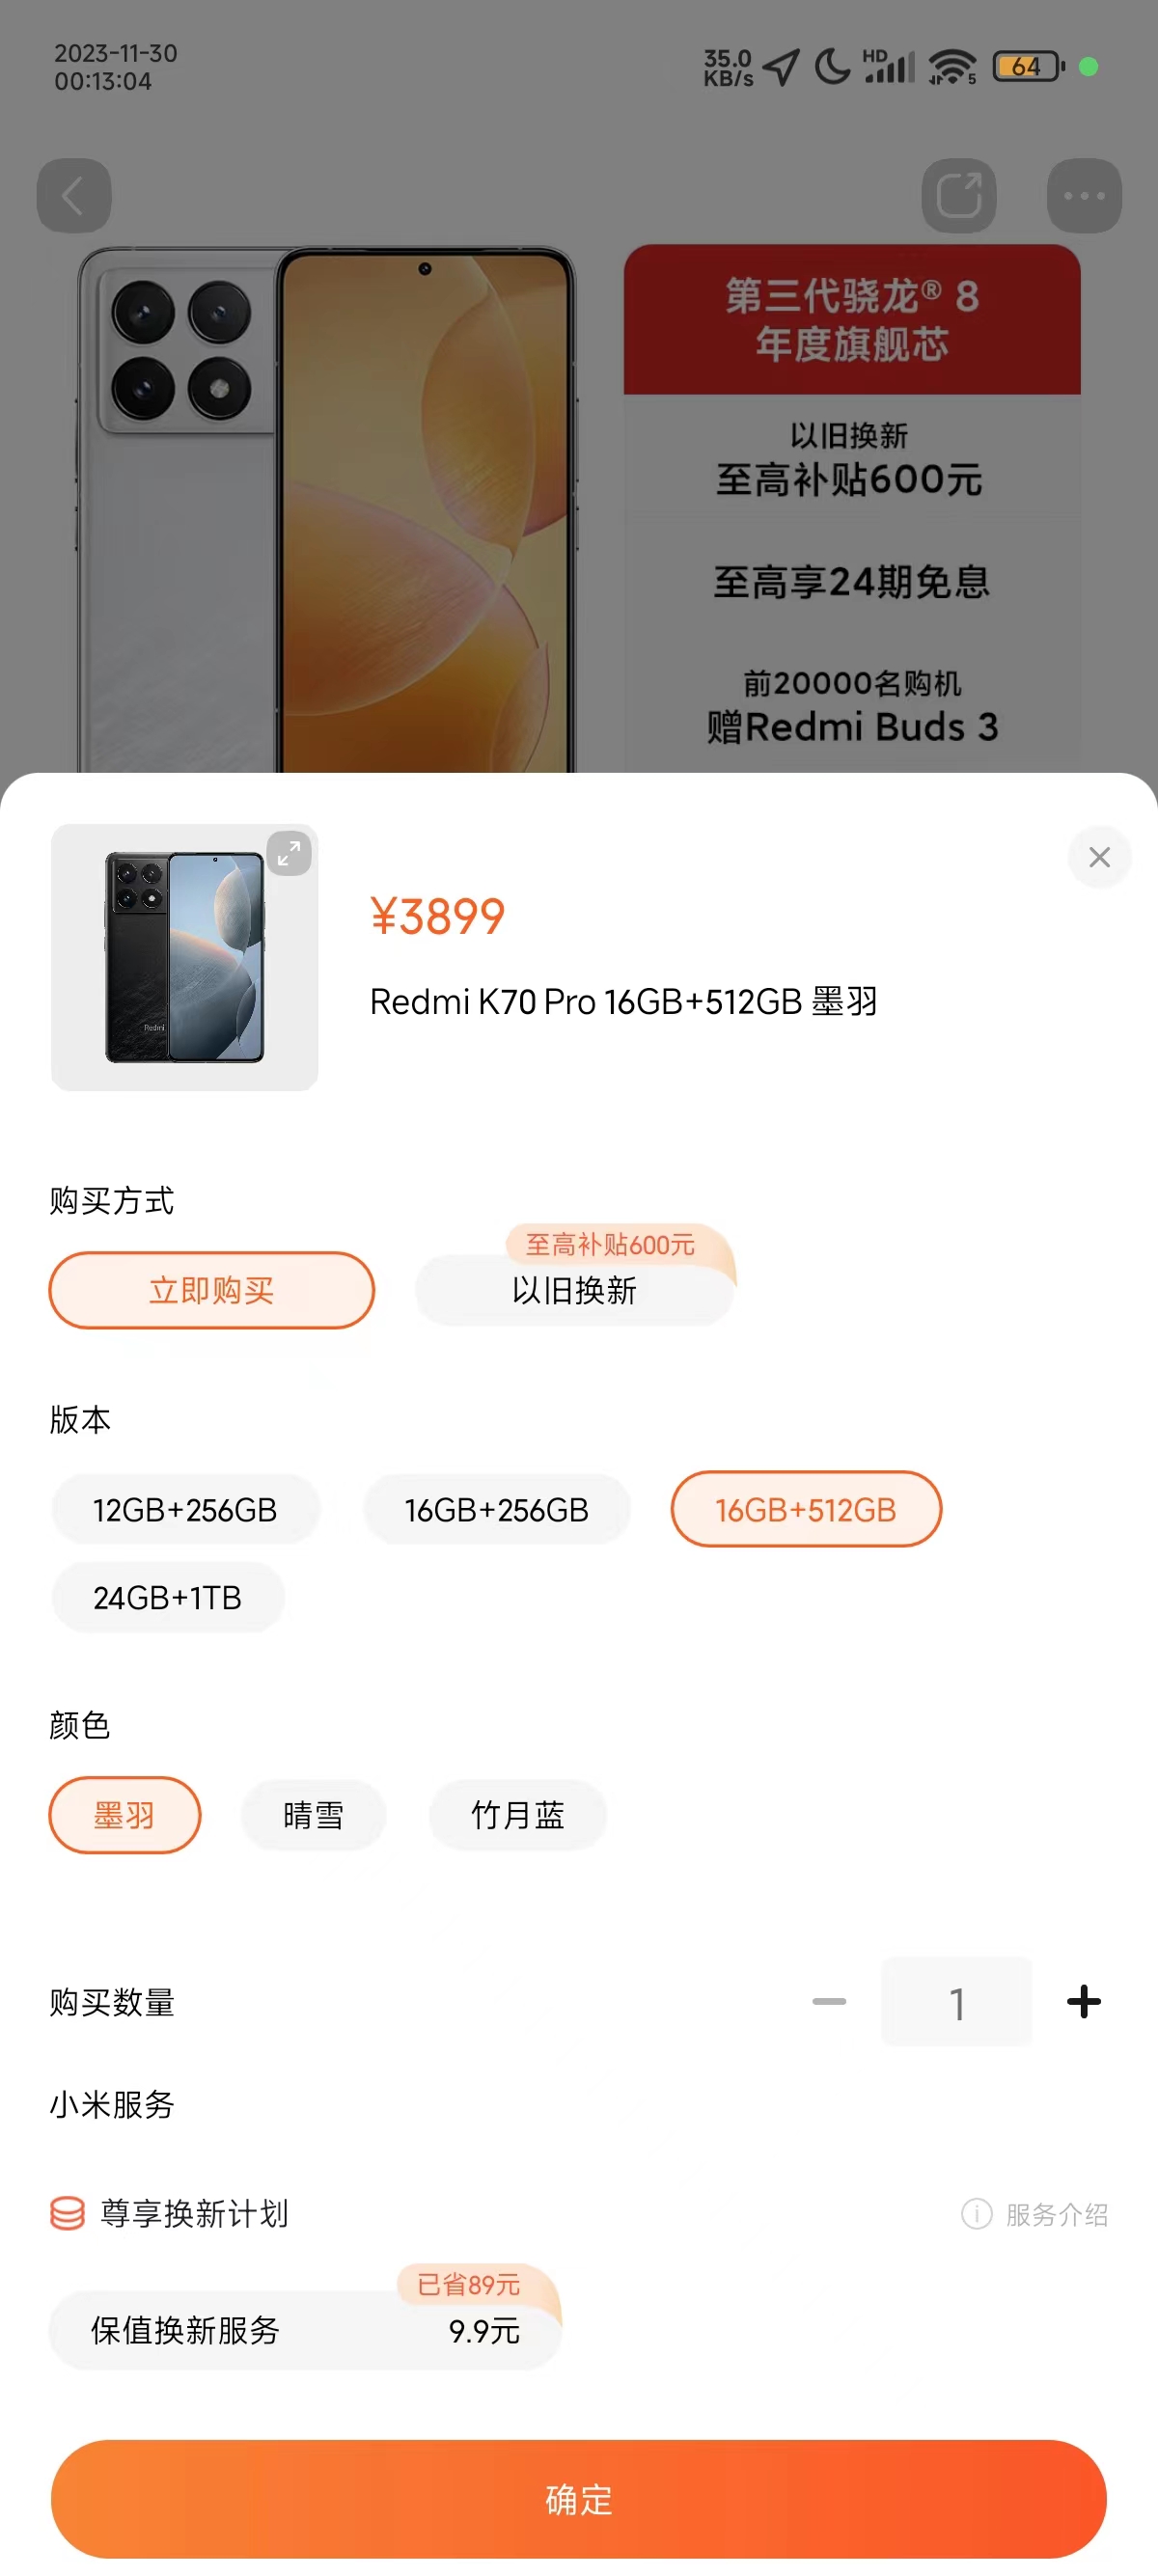 2023-11-30
00:13:04
35.0
KB/s
HD
5
64
第三代骁龙® 8
年度旗舰芯
以旧换新
至高补贴600元
至高享24期免息
前20000名购机
赠Redmi Buds 3
Redmi
¥3899
Redmi K70 Pro 16GB+512GB 墨羽
购买方式
至高补贴600元
立即购买 以旧换新
版本
12GB+256GB 16GB+256GB 16GB+512GB
24GB+1TB
颜色
墨羽 晴雪 竹月蓝
购买数量 1
小米服务
尊享换新计划 服务介绍
已省89元
保值换新服务 9.9元
确定